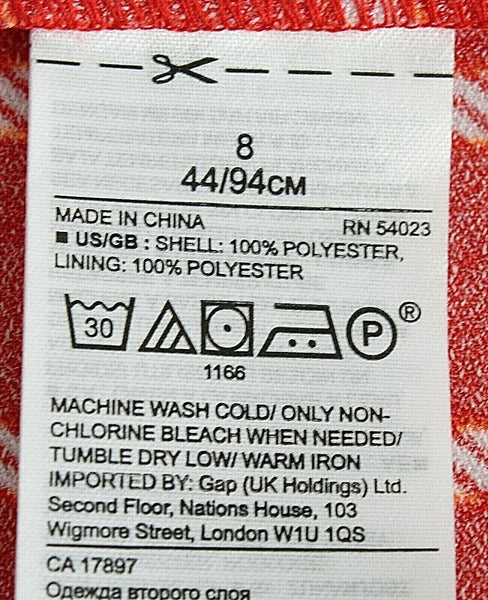 8
44/94СМ
MADE IN CHINA RN 54023
■ US/GB : SHELL: 100% POLYESTER,
LINING: 100% POLYESTER
30 P ®
1166
MACHINE WASH COLD/ ONLY NON-
CHLORINE BLEACH WHEN NEEDED/
TUMBLE DRY LOW/ WARM IRON
IMPORTED BY: Gap (UK Holdings) Ltd.
Second Floor, Nations House, 103
Wigmore Street, London W1U 1QS
CA 17897
Одежда второго слоя